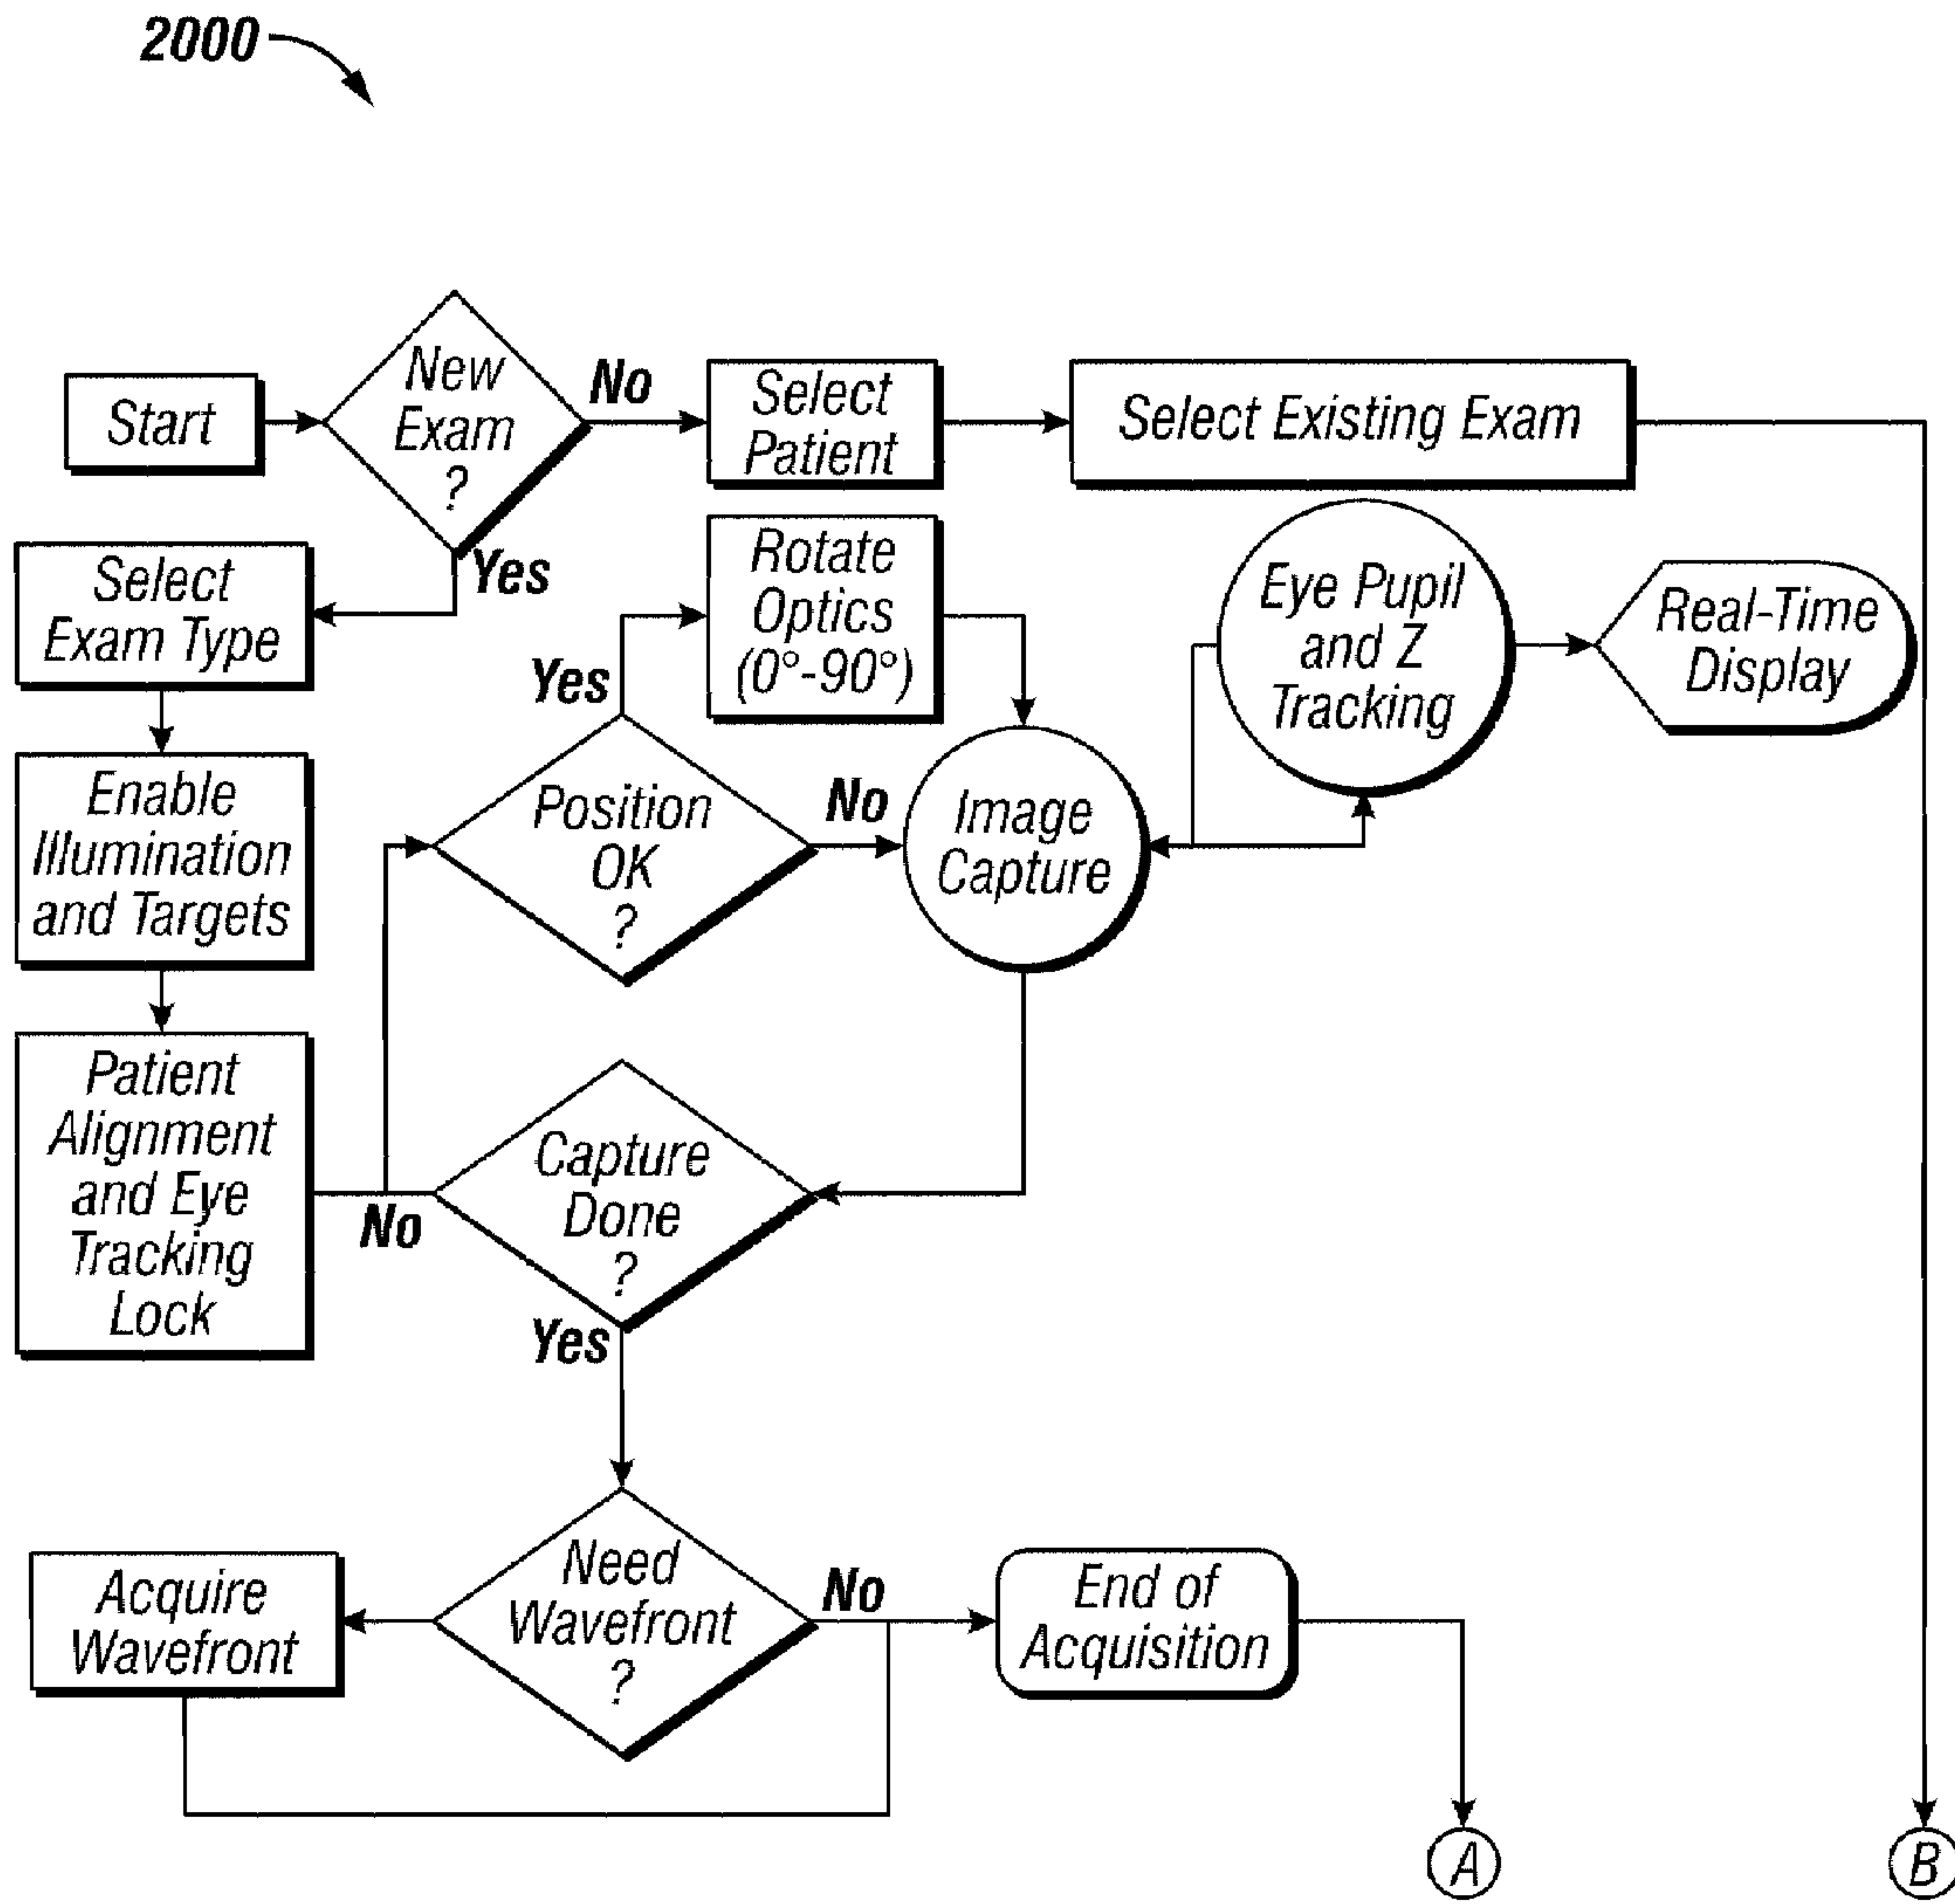 2000
Start
New
Exam
?
No
Select
Patient
Select Existing Exam
Yes
Select
Exam Type
Rotate
Optics
(0°-90°)
Eye Pupil
and Z
Tracking
Real-Time
Display
Yes
Enable
Illumination
and Targets
Position
OK
?
No
Image
Capture
Patient
Alignment
and Eye
Tracking
Lock
No
Capture
Done
?
Yes
Acquire
Wavefront
Need
Wavefront
?
No
End of
Acquisition
A
B